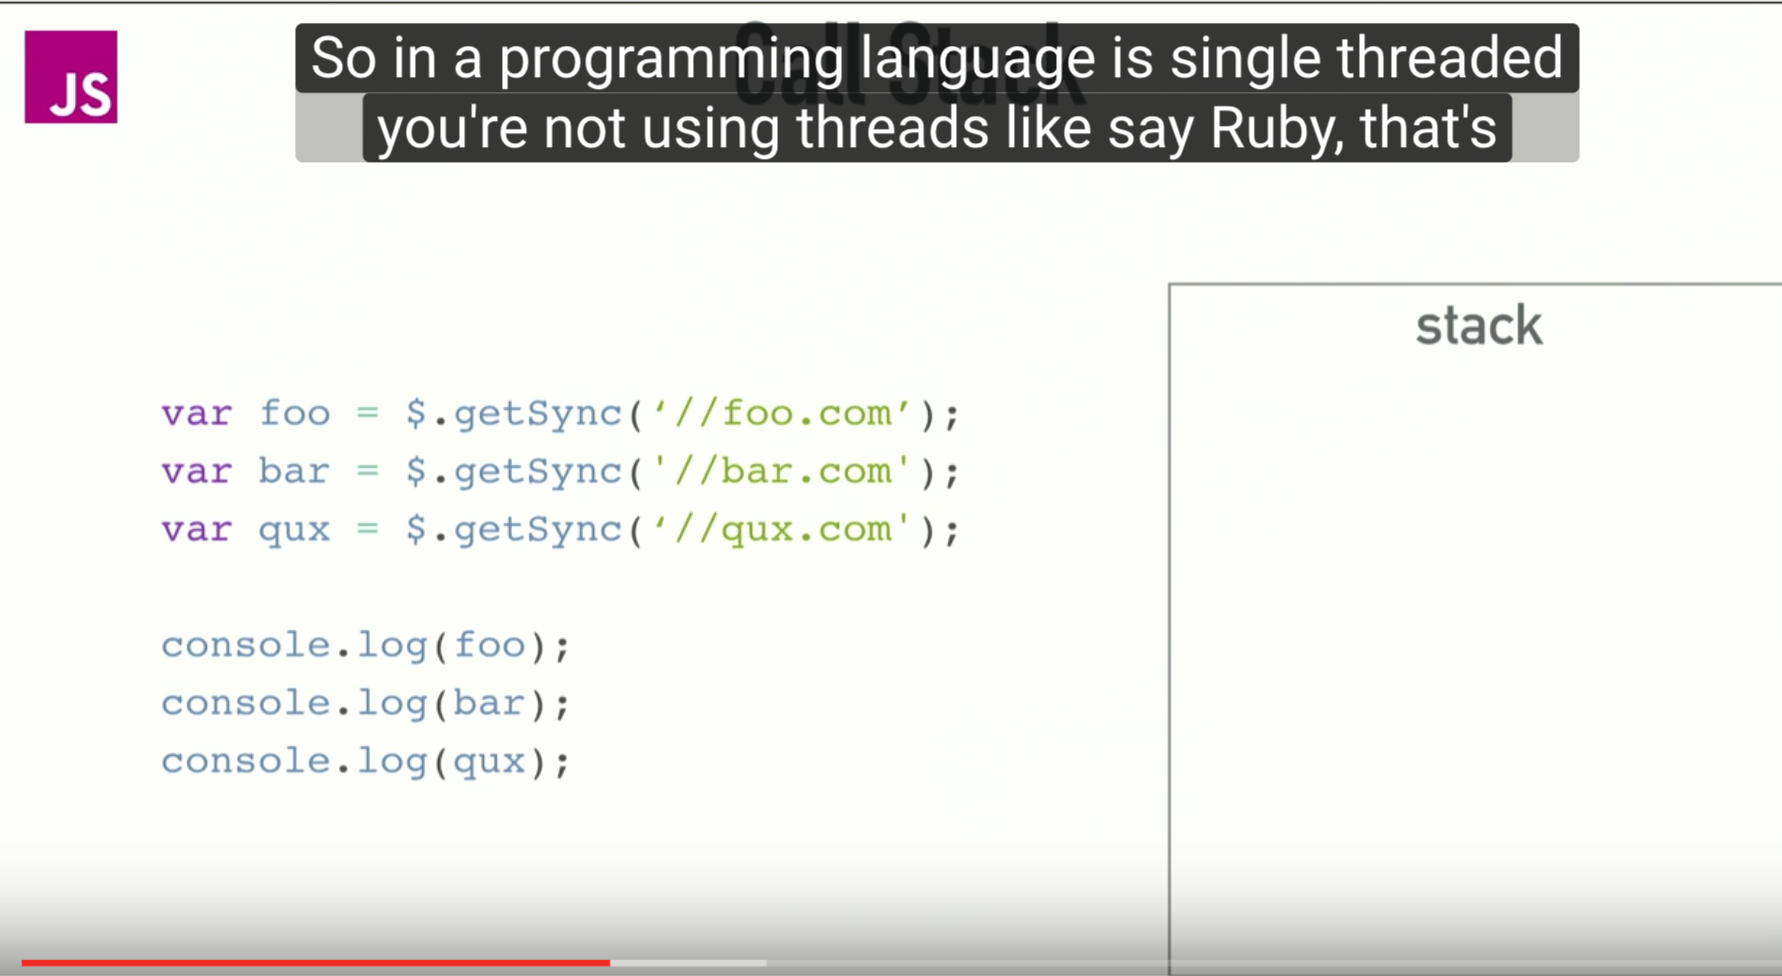 JS
Call Stack
So in a programming language is single threaded
you're not using threads like say Ruby, that's
stack
var foo = $.getSync(‘//foo.com’);
var bar = $.getSync('//bar.com');
var qux = $.getSync(‘//qux.com');
console.log(foo);
console.log(bar);
console.log(qux);